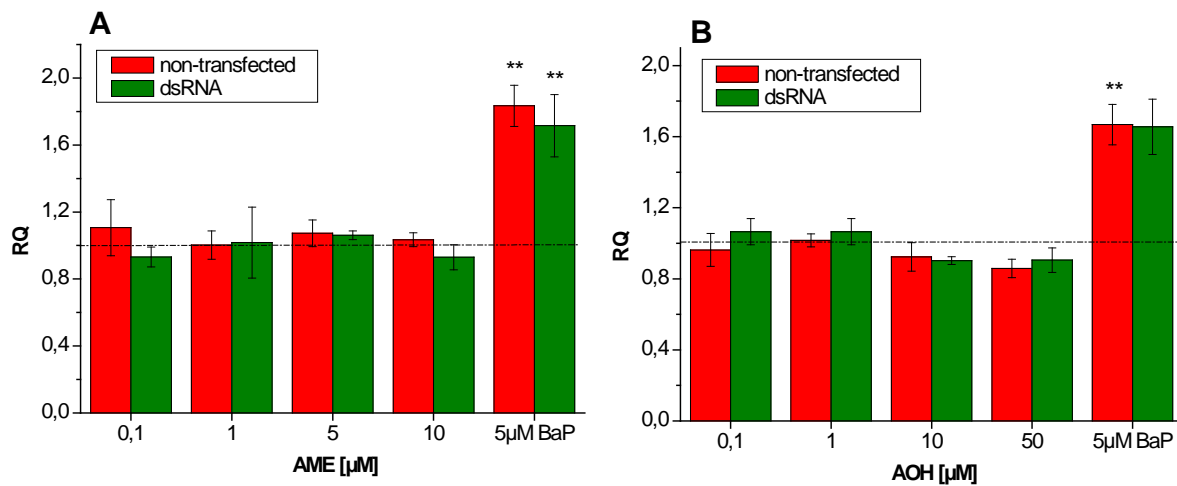 A
non-transfected
dsRNA
** **
2,0
1,6
1,2
0,8
0,4
0,0
RQ
0,1 1 5 10 5µM BaP
AME [µM]
B
non-transfected
dsRNA
**
2,0
1,6
1,2
0,8
0,4
0,0
RQ
0,1 1 10 50 5µM BaP
AOH [µM]